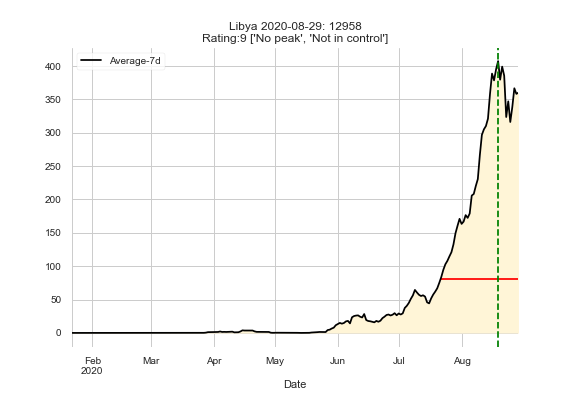 Libya 2020-08-29: 12958
Rating:9 ['No peak', 'Not in control']
Average-7d
400
350
300
250
200
150
100
50
0
Feb Mar Apr May Jun Jul Aug
2020
Date